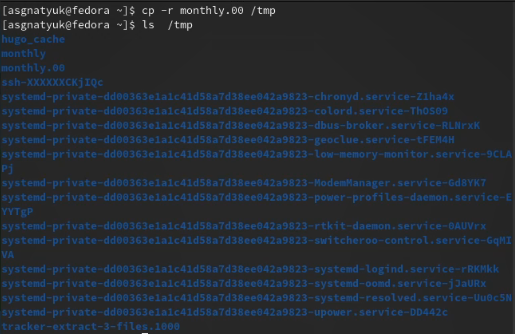 [asgnatyuk@fedora ~]$ cp -r monthly.00 /tmp
[asgnatyuk@fedora ~]$ ls  /tmp
hugo_cache
monthly
monthly.00
ssh-XXXXXXCKjIQc
systemd-private-dd00363e1a1c41d58a7d38ee042a9823-chronyd.service-Z1ha4x
systemd-private-dd00363e1a1c41d58a7d38ee042a9823-colord.service-ThOS09
systemd-private-dd00363e1a1c41d58a7d38ee042a9823-dbus-broker.service-RLNrxK
systemd-private-dd00363e1a1c41d58a7d38ee042a9823-geoclue.service-tFEM4H
systemd-private-dd00363e1a1c41d58a7d38ee042a9823-low-memory-monitor.service-9CLA
Pj
systemd-private-dd00363e1a1c41d58a7d38ee042a9823-ModemManager.service-Gd8YK7
systemd-private-dd00363e1a1c41d58a7d38ee042a9823-power-profiles-daemon.service-E
YYTgP
systemd-private-dd00363e1a1c41d58a7d38ee042a9823-rtkit-daemon.service-OAUVrx
systemd-private-dd00363e1a1c41d58a7d38ee042a9823-switcheroo-control.service-GqMI
VA
systemd-private-dd00363e1a1c41d58a7d38ee042a9823-systemd-logind.service-rRKMkk
systemd-private-dd00363e1a1c41d58a7d38ee042a9823-systemd-oomd.service-jJaURx
systemd-private-dd00363e1a1c41d58a7d38ee042a9823-systemd-resolved.service-Uu0c5N
systemd-private-dd00363e1a1c41d58a7d38ee042a9823-upower.service-DD442c
tracker-extract-3-files.1000